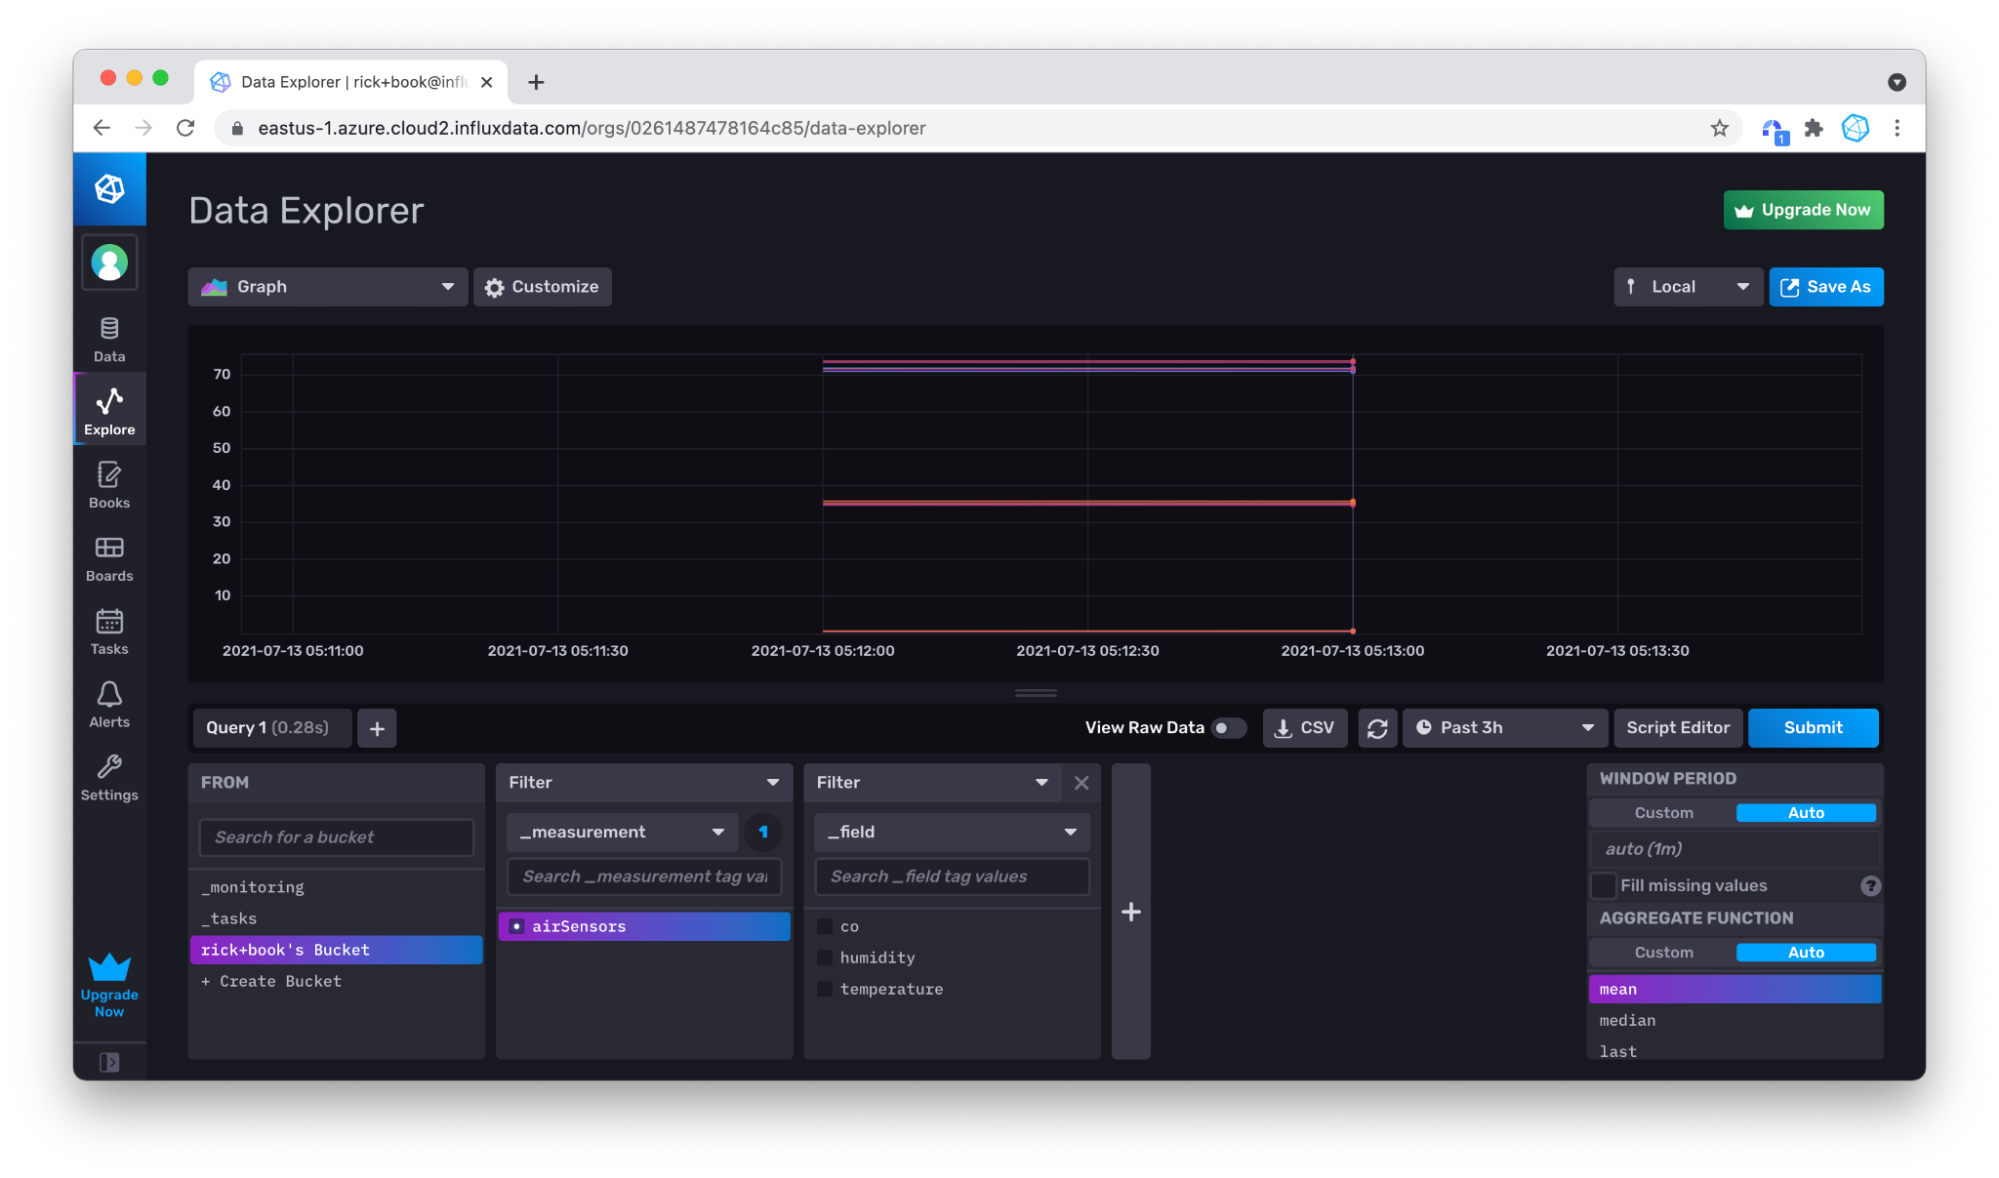 Data Explorer | rick+book@influ
eastus-1.azure.cloud2.influxdata.com/orgs/0261487478164c85/data-explorer
1
Data Explorer
Upgrade Now
Graph
Customize
Local
Save As
Data
Explore
Books
Boards
Tasks
Alerts
Settings
Upgrade
Now
70
60
50
40
30
20
10
2021-07-13 05:11:00
2021-07-13 05:11:30
2021-07-13 05:12:00
2021-07-13 05:12:30
2021-07-13 05:13:00
2021-07-13 05:13:30
Query 1 (0.28s)
View Raw Data
CSV
Past 3h
Script Editor
Submit
FROM
Search for a bucket
_monitoring
_tasks
rick+book's Bucket
+ Create Bucket
Filter
_measurement
1
Search _measurement tag val
airSensors
Filter
_field
Search _field tag values
co
humidity
temperature
WINDOW PERIOD
Custom
Auto
auto (1m)
Fill missing values
?
AGGREGATE FUNCTION
Custom
Auto
mean
median
last